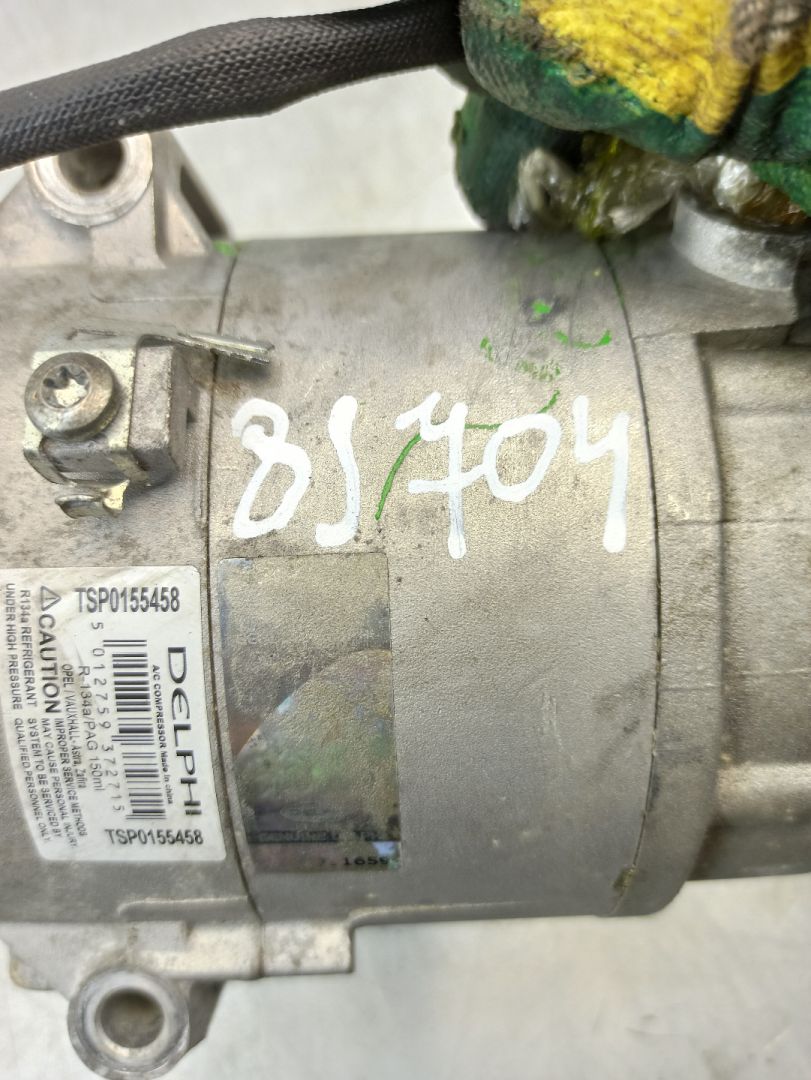 8J704
TSP0155458
DELPHI
A/C COMPRESSOR Made in china
5 012759 372715
R-134a/PAG 150ml
OPEL / VAUXHALL- Astra, Zafira
⚠CAUTION
IMPROPER SERVICE METHODS
MAY CAUSE PERSONAL INJURY-
SYSTEM TO BE SERVICED BY
QUALIFIED PERSONNEL ONLY.
R134a REFRIGERANT
UNDER HIGH PRESSURE
TSP0155458